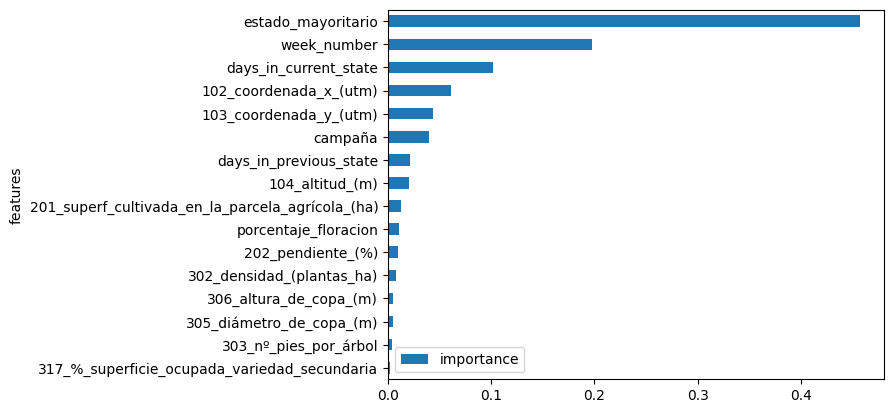 features
estado_mayoritario
week_number
days_in_current_state
102_coordenada_x_(utm)
103_coordenada_y_(utm)
campaña
days_in_previous_state
104_altitud_(m)
201_superf_cultivada_en_la_parcela_agrícola_(ha)
porcentaje_floracion
202_pendiente_(%)
302_densidad_(plantas_ha)
306_altura_de_copa_(m)
305_diámetro_de_copa_(m)
303_nº_pies_por_árbol
317_%_superficie_ocupada_variedad_secundaria
importance
0.0 0.1 0.2 0.3 0.4